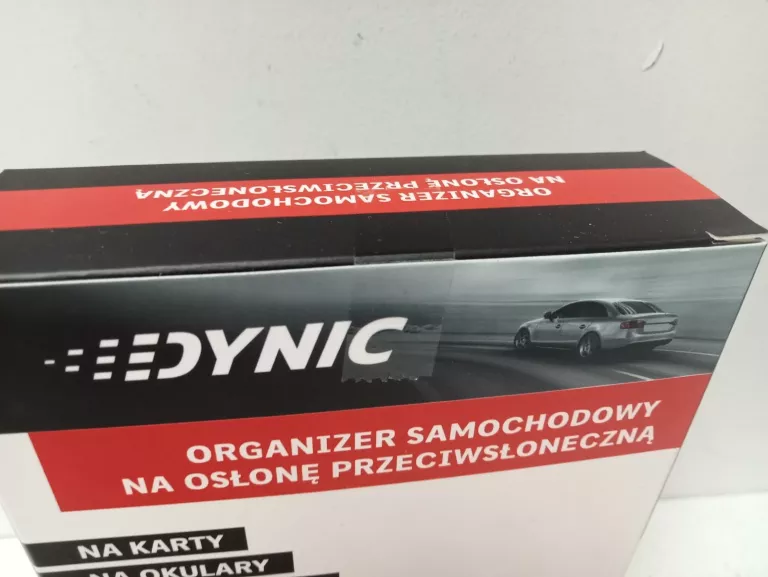 ORGANIZER SAMOCHODOWY
NA OSŁONĘ PRZECIWSŁONECZNĄ
DYNIC
ORGANIZER SAMOCHODOWY
NA OSŁONĘ PRZECIWSŁONECZNĄ
NA KARTY
NA OKULARY